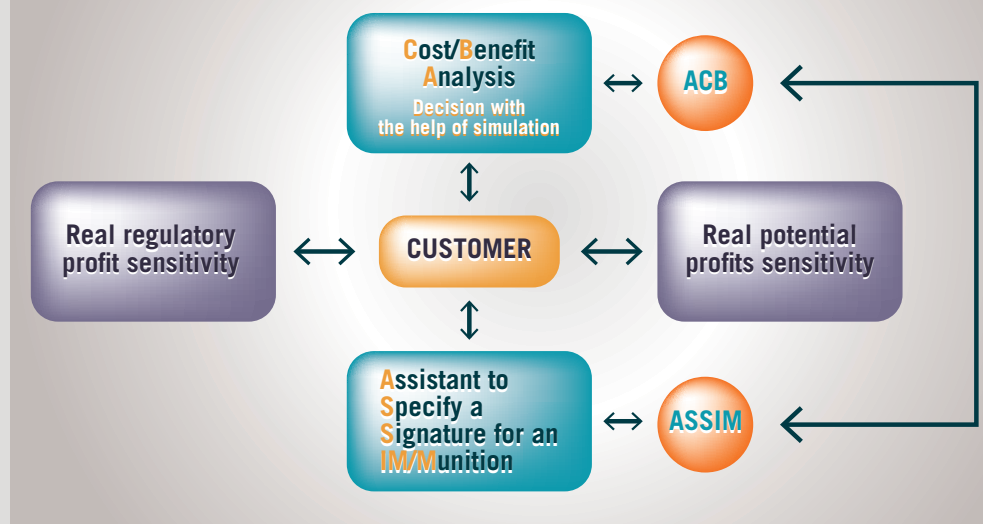 Cost/Benefit
Analysis
Decision with
the help of simulation
ACB
Real regulatory
profit sensitivity
CUSTOMER
Real potential
profits sensitivity
Assistant to
Specify a
Signature for an
IM/Munition
ASSIM